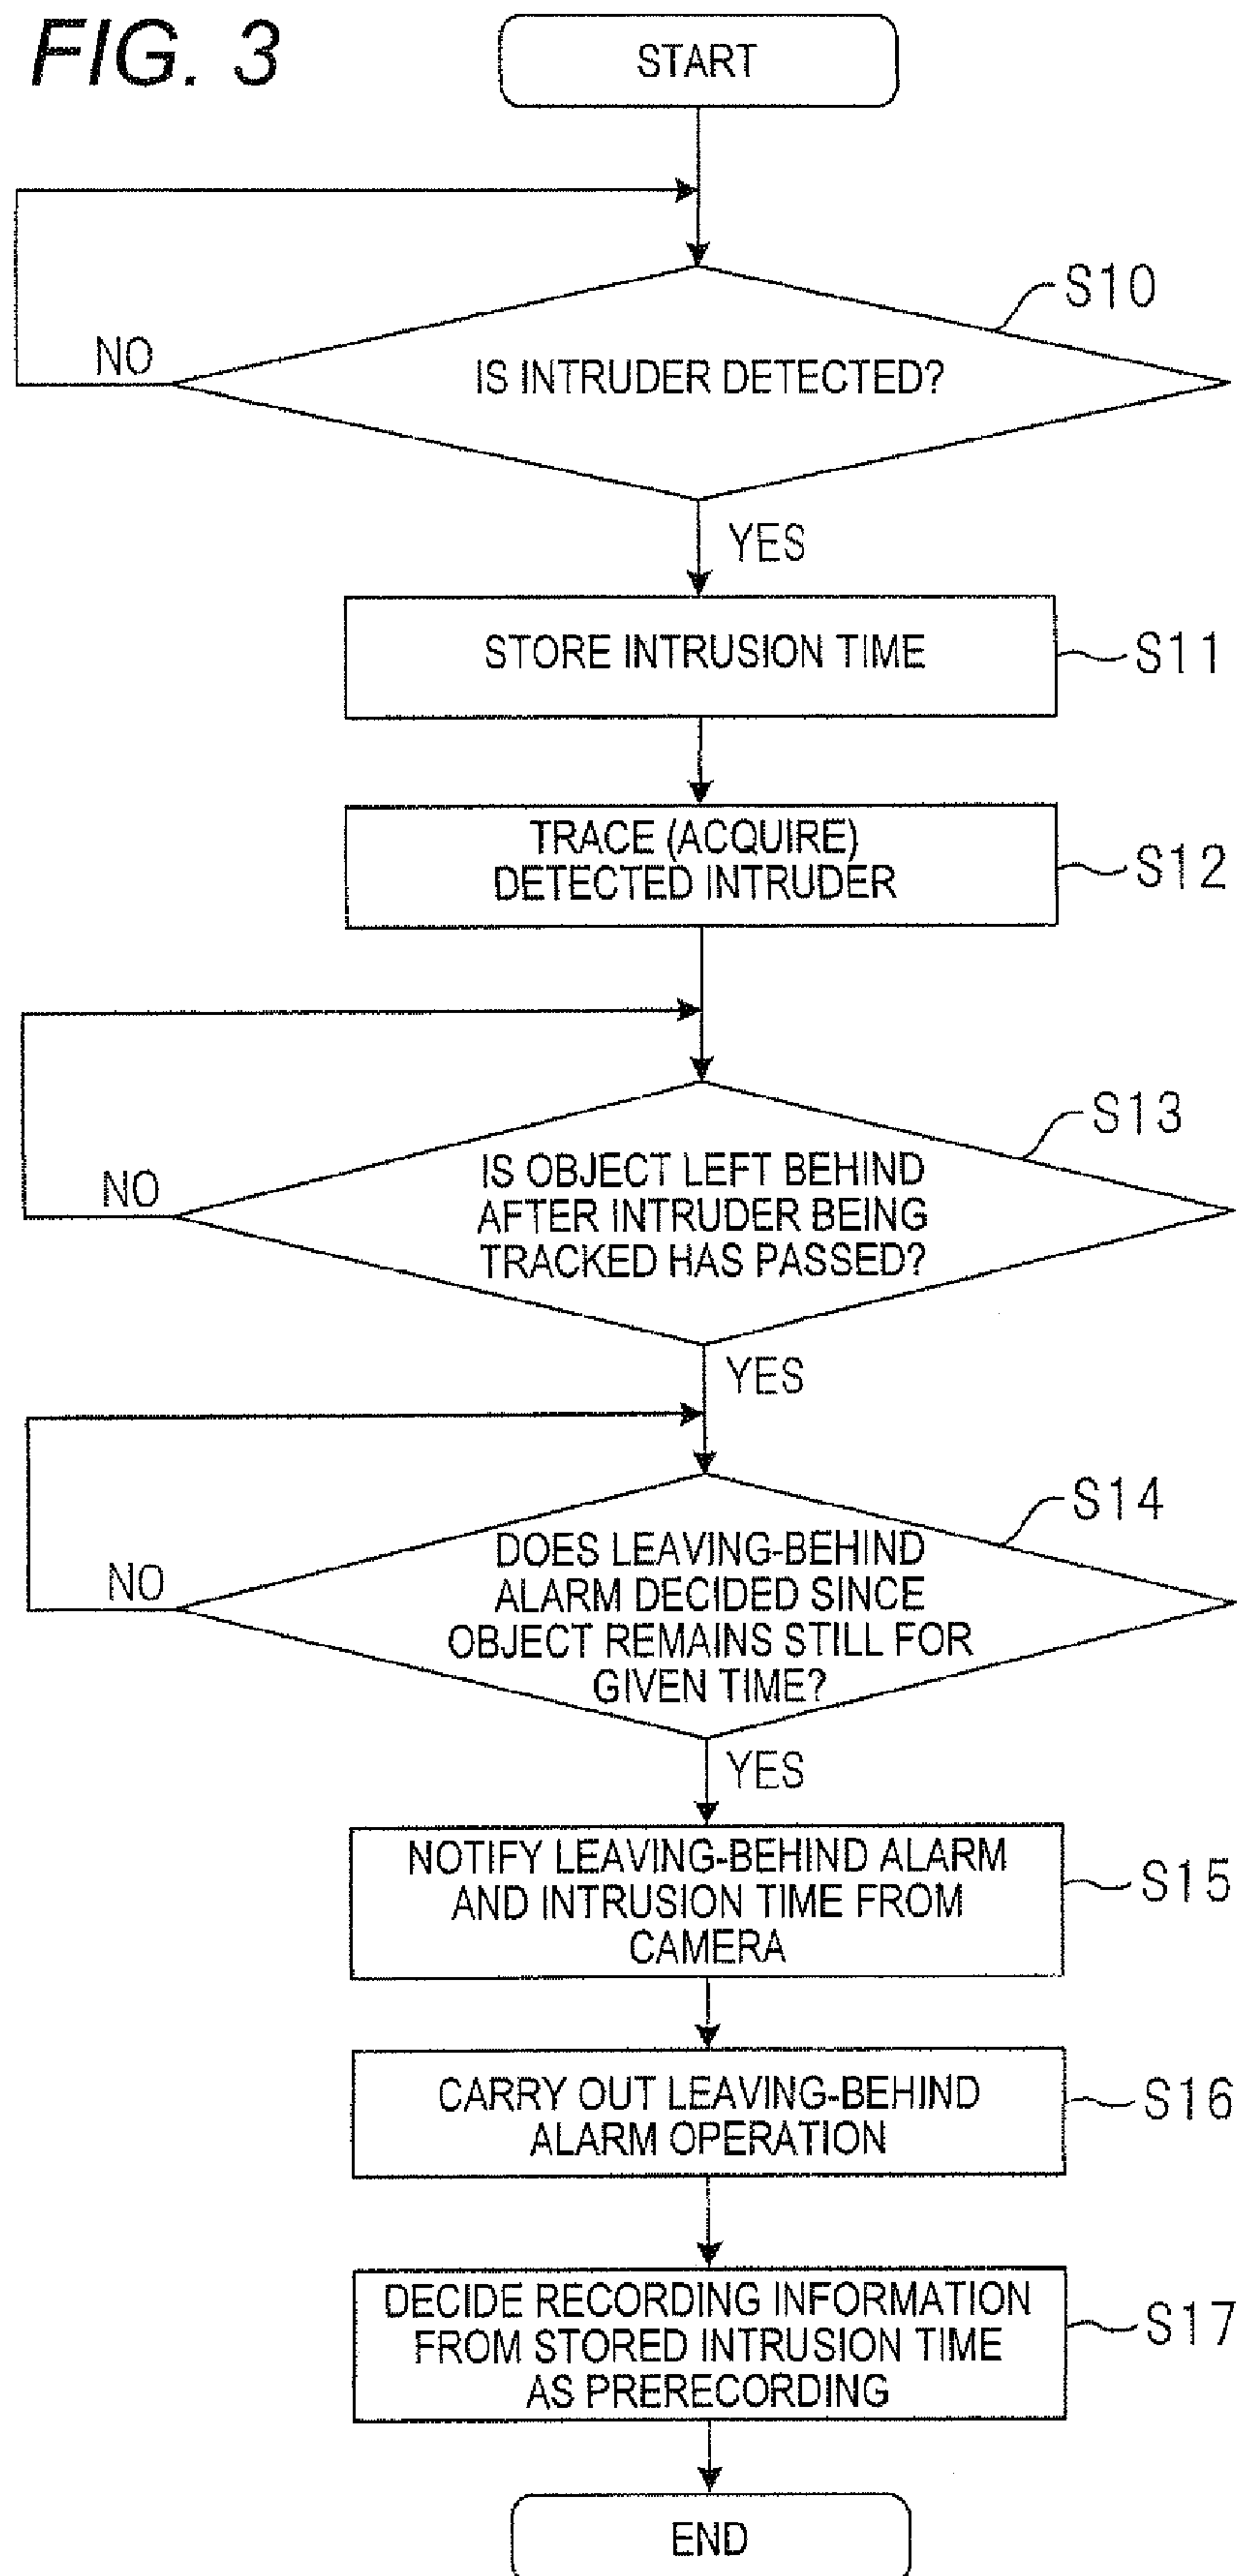 FIG. 3
START
S10
NO
IS INTRUDER DETECTED?
YES
STORE INTRUSION TIME
S11
TRACE (ACQUIRE)
DETECTED INTRUDER
S12
S13
NO
IS OBJECT LEFT BEHIND
AFTER INTRUDER BEING
TRACKED HAS PASSED?
YES
S14
NO
DOES LEAVING-BEHIND
ALARM DECIDED SINCE
OBJECT REMAINS STILL FOR
GIVEN TIME?
YES
NOTIFY LEAVING-BEHIND ALARM
AND INTRUSION TIME FROM
CAMERA
S15
CARRY OUT LEAVING-BEHIND
ALARM OPERATION
S16
DECIDE RECORDING INFORMATION
FROM STORED INTRUSION TIME
AS PRERECORDING
S17
END